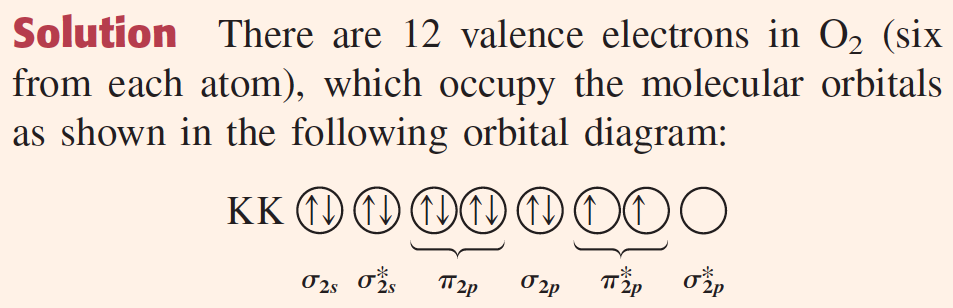 Solution There are 12 valence electrons in O₂ (six
from each atom), which occupy the molecular orbitals
as shown in the following orbital diagram:
KK (↑↓) (↑↓) (↑↓)(↑↓) (↑↓) (↑ )(↑ ) ( )
σ₂ₛ σ*₂ₛ π₂ₚ σ₂ₚ π*₂ₚ σ*₂ₚ